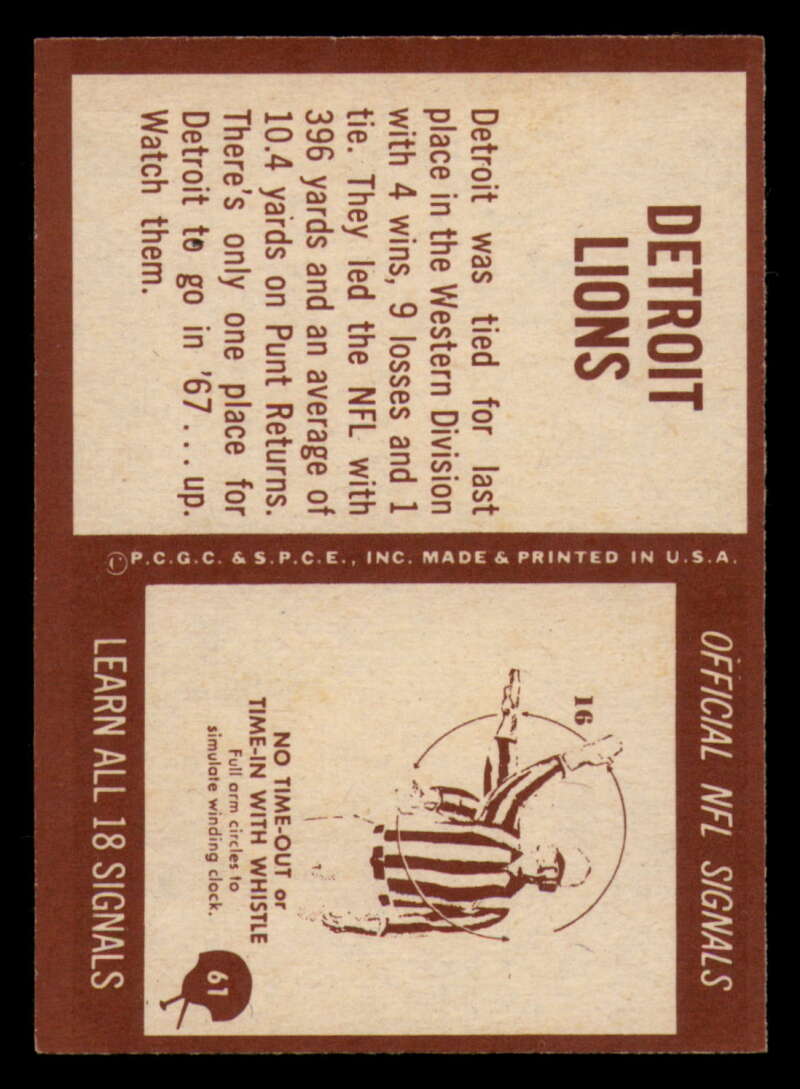 DETROIT
LIONS
Detroit was tied for last
place in the Western Division
with 4 wins, 9 losses and 1
tie. They led the NFL with
396 yards and an average of
10.4 yards on Punt Returns.
There's only one place for
Detroit to go in '67...up.
Watch them.
©P.C.G.C. & S.P.C.E., INC. MADE & PRINTED IN U.S.A.
OFFICIAL NFL SIGNALS
16
NO TIME-OUT or
TIME-IN WITH WHISTLE
Full arm circles to
simulate winding clock.
61
LEARN ALL 18 SIGNALS